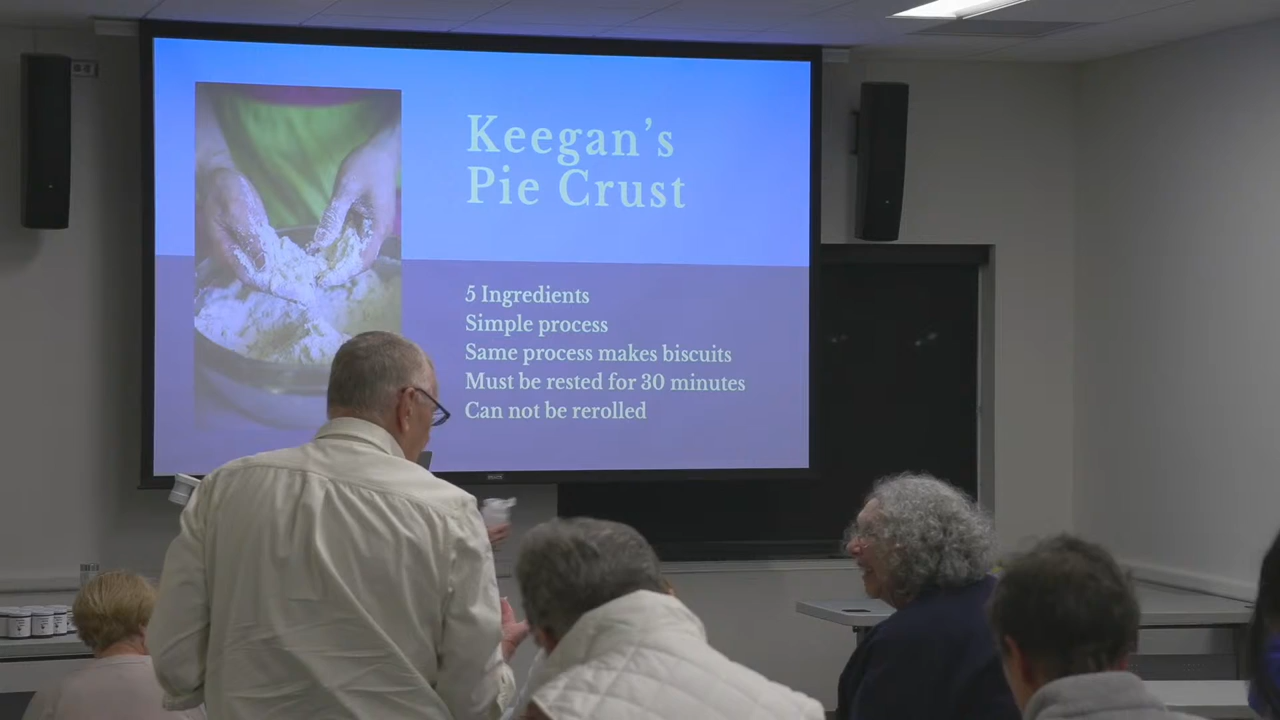 Keegan's
Pie Crust
5 Ingredients
Simple process
Same process makes biscuits
Must be rested for 30 minutes
Can not be rerolled